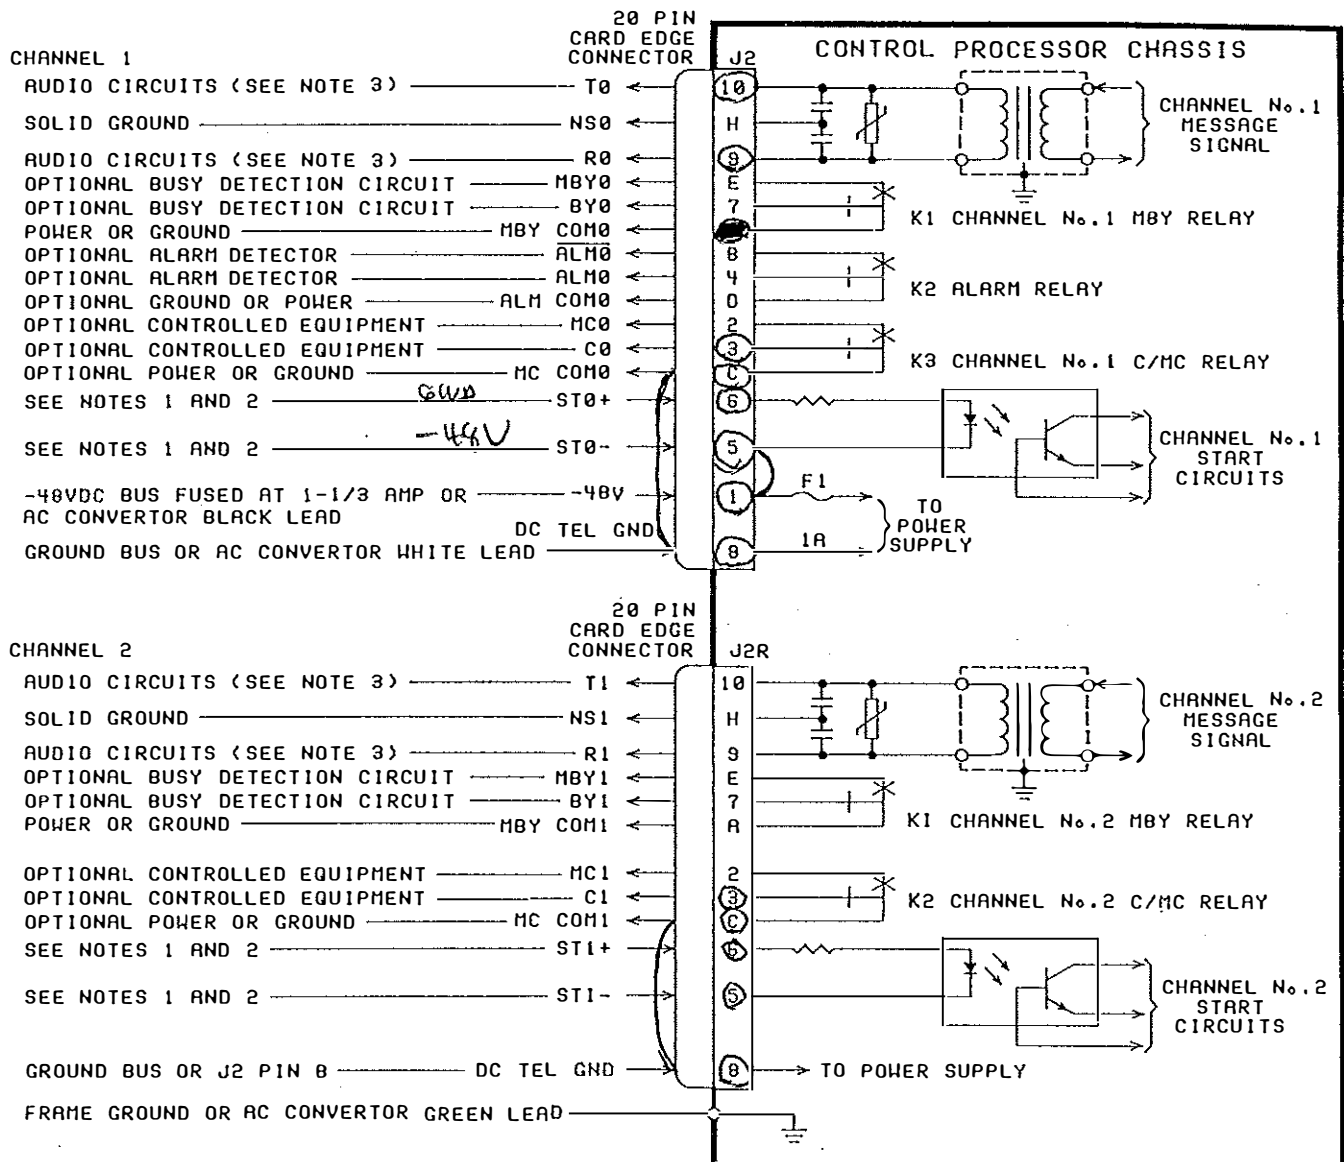 20 PIN
CARD EDGE
CONNECTOR
J2
CONTROL PROCESSOR CHASSIS
CHANNEL 1
AUDIO CIRCUITS (SEE NOTE 3) T0 10
SOLID GROUND NS0 H
AUDIO CIRCUITS (SEE NOTE 3) R0 9
CHANNEL No.1
MESSAGE
SIGNAL
OPTIONAL BUSY DETECTION CIRCUIT MBY0 E
OPTIONAL BUSY DETECTION CIRCUIT BY0 7
POWER OR GROUND MBY COM0
K1 CHANNEL No.1 MBY RELAY
OPTIONAL ALARM DETECTOR ALM0 B
OPTIONAL ALARM DETECTOR ALM0 4
OPTIONAL GROUND OR POWER ALM COM0 D
K2 ALARM RELAY
OPTIONAL CONTROLLED EQUIPMENT MC0 2
OPTIONAL CONTROLLED EQUIPMENT C0 3
OPTIONAL POWER OR GROUND MC COM0 C
K3 CHANNEL No.1 C/MC RELAY
SEE NOTES 1 AND 2 GND ST0+ 6
SEE NOTES 1 AND 2 -48V ST0- 5
CHANNEL No.1
START
CIRCUITS
-48VDC BUS FUSED AT 1-1/3 AMP OR -48V 1 F1
AC CONVERTOR BLACK LEAD
DC TEL GND
GROUND BUS OR AC CONVERTOR WHITE LEAD 8 1A
TO
POWER
SUPPLY
20 PIN
CARD EDGE
CONNECTOR
J2R
CHANNEL 2
AUDIO CIRCUITS (SEE NOTE 3) T1 10
SOLID GROUND NS1 H
AUDIO CIRCUITS (SEE NOTE 3) R1 9
CHANNEL No.2
MESSAGE
SIGNAL
OPTIONAL BUSY DETECTION CIRCUIT MBY1 E
OPTIONAL BUSY DETECTION CIRCUIT BY1 7
POWER OR GROUND MBY COM1 A
K1 CHANNEL No.2 MBY RELAY
OPTIONAL CONTROLLED EQUIPMENT MC1 2
OPTIONAL CONTROLLED EQUIPMENT C1 3
OPTIONAL POWER OR GROUND MC COM1 C
K2 CHANNEL No.2 C/MC RELAY
SEE NOTES 1 AND 2 ST1+ 6
SEE NOTES 1 AND 2 ST1- 5
CHANNEL No.2
START
CIRCUITS
GROUND BUS OR J2 PIN 8 DC TEL GND 8 TO POWER SUPPLY
FRAME GROUND OR AC CONVERTOR GREEN LEAD